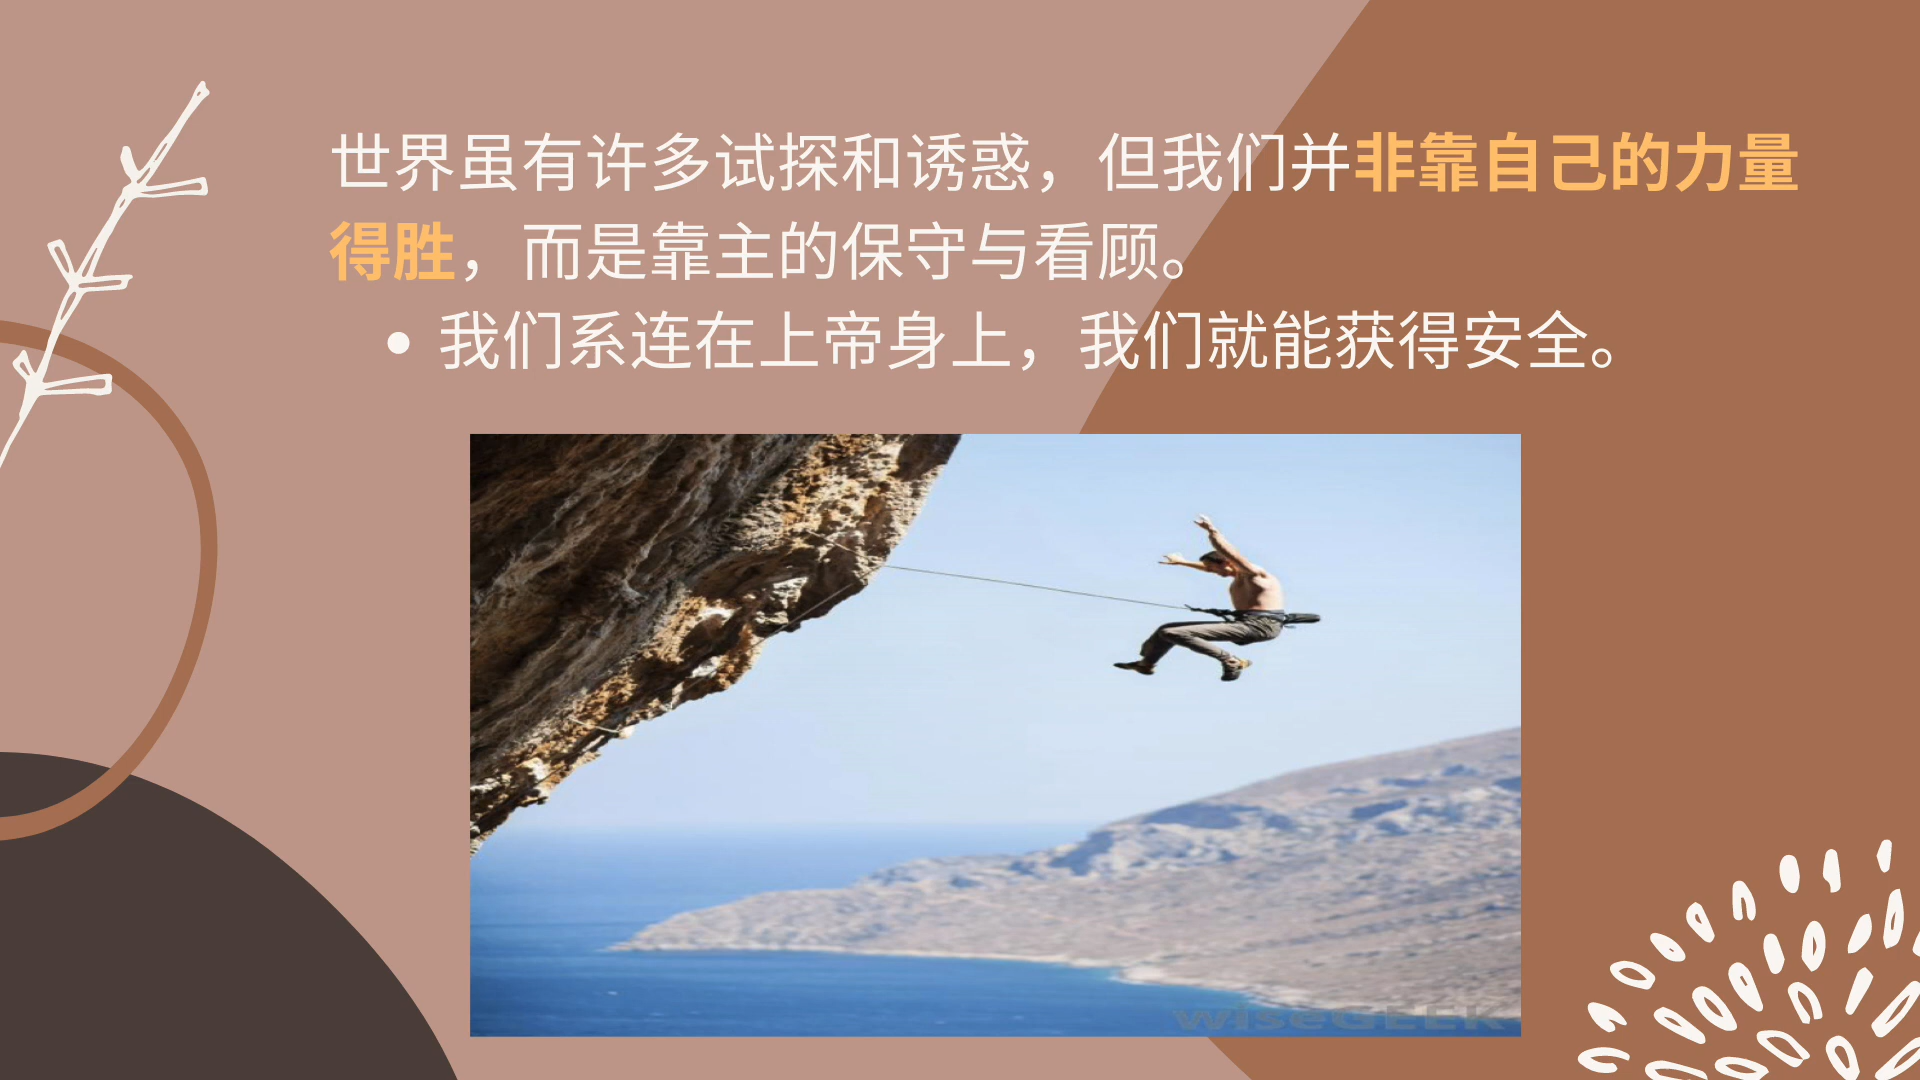 世界虽有许多试探和诱惑，但我们并非靠自己的力量
得胜，而是靠主的保守与看顾。
• 我们系连在上帝身上，我们就能获得安全。
wiseGEEK